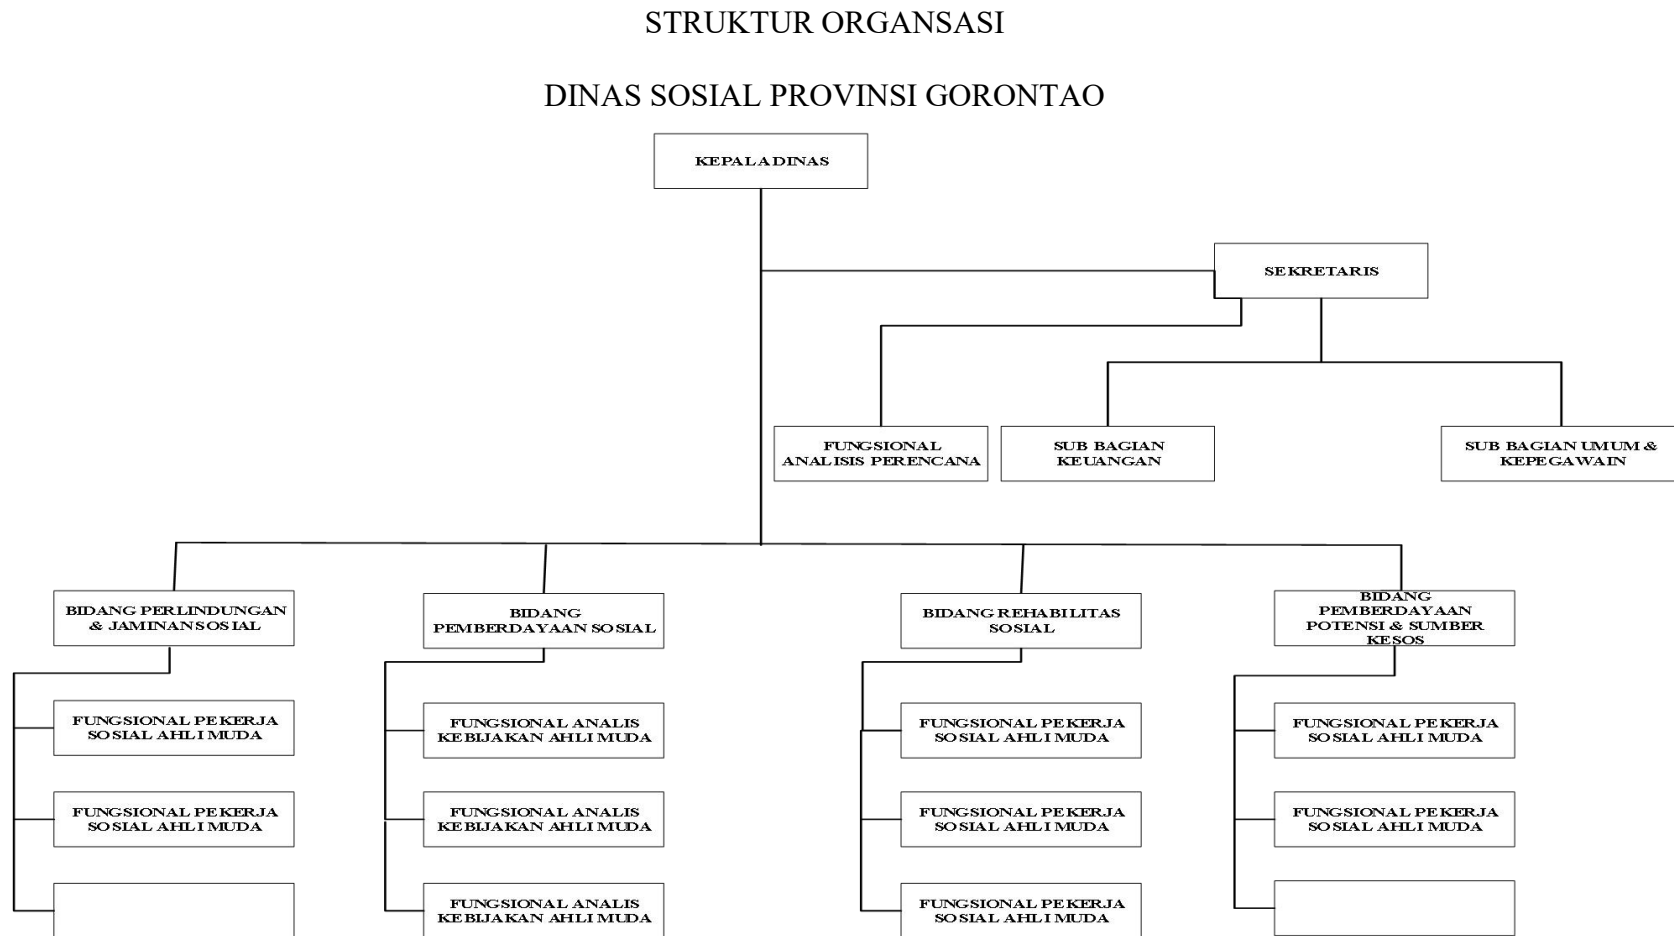 STRUKTUR ORGANSASI
DINAS SOSIAL PROVINSI GORONTAO
KEPALA DINAS
SEKRETARIS
FUNGSIONAL
ANALISIS PERENCANA
SUB BAGIAN
KEUANGAN
SUB BAGIAN UMUM &
KEPEGAWAIN
BIDANG PERLINDUNGAN
& JAMINAN SOSIAL
BIDANG
PEMBERDAYAAN SOSIAL
BIDANG REHABILITAS
SOSIAL
BIDANG
PEMBERDAYAAN
POTENSI & SUMBER
KESOS
FUNGSIONAL PEKERJA
SOSIAL AHLI MUDA
FUNGSIONAL ANALIS
KEBIJAKAN AHLI MUDA
FUNGSIONAL PEKERJA
SOSIAL AHLI MUDA
FUNGSIONAL PEKERJA
SOSIAL AHLI MUDA
FUNGSIONAL PEKERJA
SOSIAL AHLI MUDA
FUNGSIONAL ANALIS
KEBIJAKAN AHLI MUDA
FUNGSIONAL PEKERJA
SOSIAL AHLI MUDA
FUNGSIONAL PEKERJA
SOSIAL AHLI MUDA
FUNGSIONAL ANALIS
KEBIJAKAN AHLI MUDA
FUNGSIONAL PEKERJA
SOSIAL AHLI MUDA